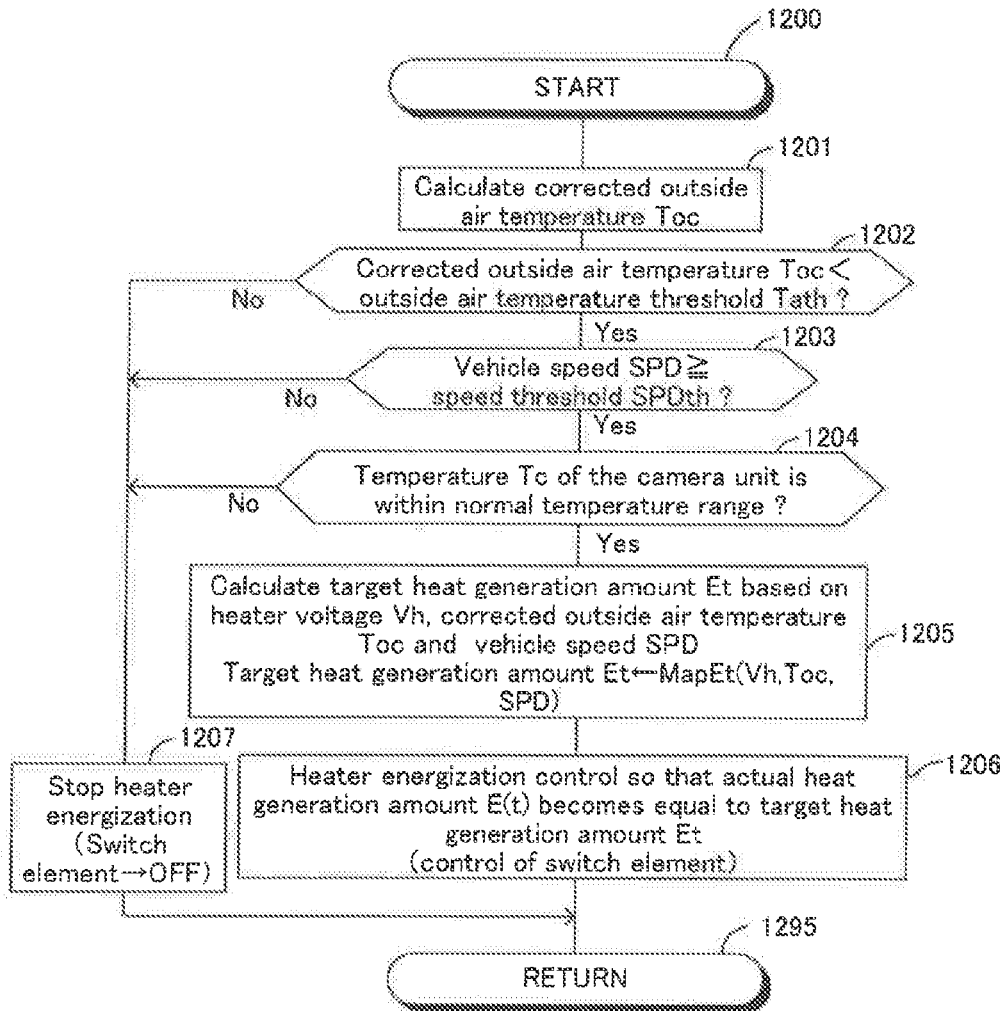 1200
START
1201
Calculate corrected outside
air temperature Toc
1202
Corrected outside air temperature Toc<
outside air temperature threshold Tath ?
No
Yes
1203
Vehicle speed SPD≧
speed threshold SPDth ?
No
Yes
1204
Temperature Tc of the camera unit is
within normal temperature range ?
No
Yes
Calculate target heat generation amount Et based on
heater voltage Vh, corrected outside air temperature
Toc and vehicle speed SPD
Target heat generation amount Et←MapEt(Vh,Toc,
SPD)
1205
1207
Stop heater
energization
(Switch
element→OFF)
Heater energization control so that actual heat
generation amount E(t) becomes equal to target heat
generation amount Et
(control of switch element)
1206
1295
RETURN